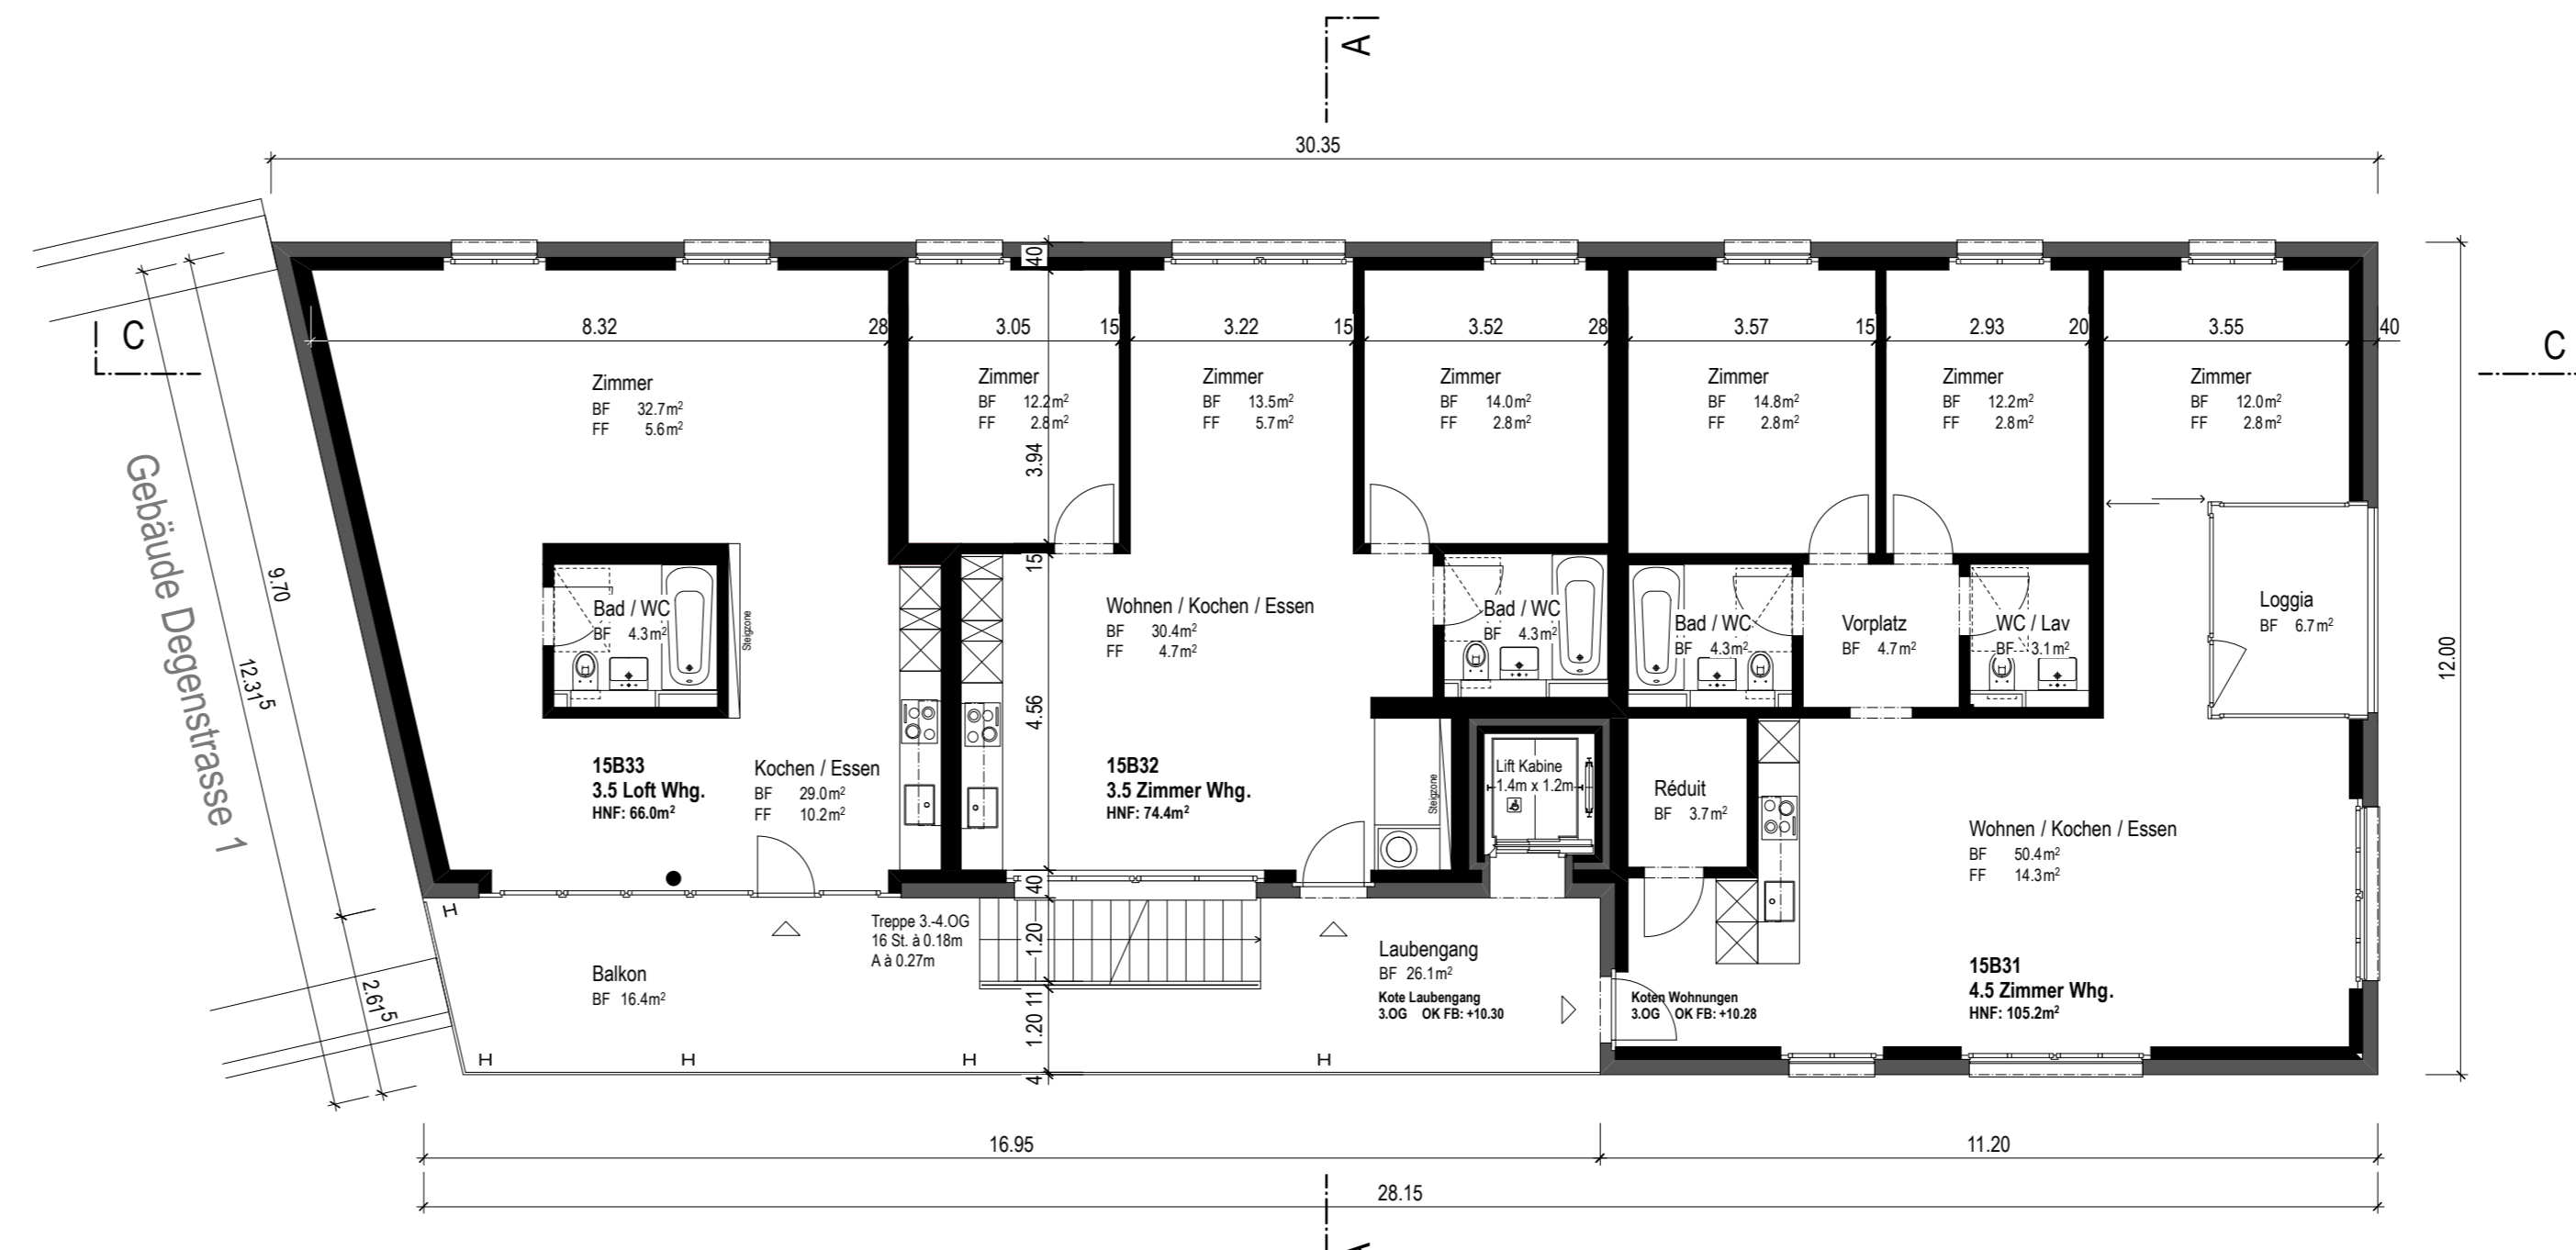 A
30.35
40
C
8.32
28
3.05
15
3.22
15
3.52
28
3.57
15
2.93
20
3.55
40
C
Zimmer
BF 32.7m²
FF 5.6m²
Zimmer
BF 12.2m²
FF 2.8m²
Zimmer
BF 13.5m²
FF 5.7m²
Zimmer
BF 14.0m²
FF 2.8m²
Zimmer
BF 14.8m²
FF 2.8m²
Zimmer
BF 12.2m²
FF 2.8m²
Zimmer
BF 12.0m²
FF 2.8m²
3.94
Gebäude Degenstrasse 1
9.70
12.31⁵
2.61⁵
15
Bad / WC
BF 4.3m²
Steigzone
Wohnen / Kochen / Essen
BF 30.4m²
FF 4.7m²
Bad / WC
BF 4.3m²
Bad / WC
BF 4.3m²
Vorplatz
BF 4.7m²
WC / Lav
BF 3.1m²
Loggia
BF 6.7m²
12.00
4.56
15B33
3.5 Loft Whg.
HNF: 66.0m²
Kochen / Essen
BF 29.0m²
FF 10.2m²
15B32
3.5 Zimmer Whg.
HNF: 74.4m²
Steigzone
Lift Kabine
1.4m x 1.2m
Réduit
BF 3.7m²
Wohnen / Kochen / Essen
BF 50.4m²
FF 14.3m²
40
Treppe 3.-4.OG
16 St. à 0.18m
A à 0.27m
1.20
Balkon
BF 16.4m²
Laubengang
BF 26.1m²
Kote Laubengang
3.OG OK FB: +10.30
Koten Wohnungen
3.OG OK FB: +10.28
15B31
4.5 Zimmer Whg.
HNF: 105.2m²
11
1.20
4
16.95
11.20
28.15